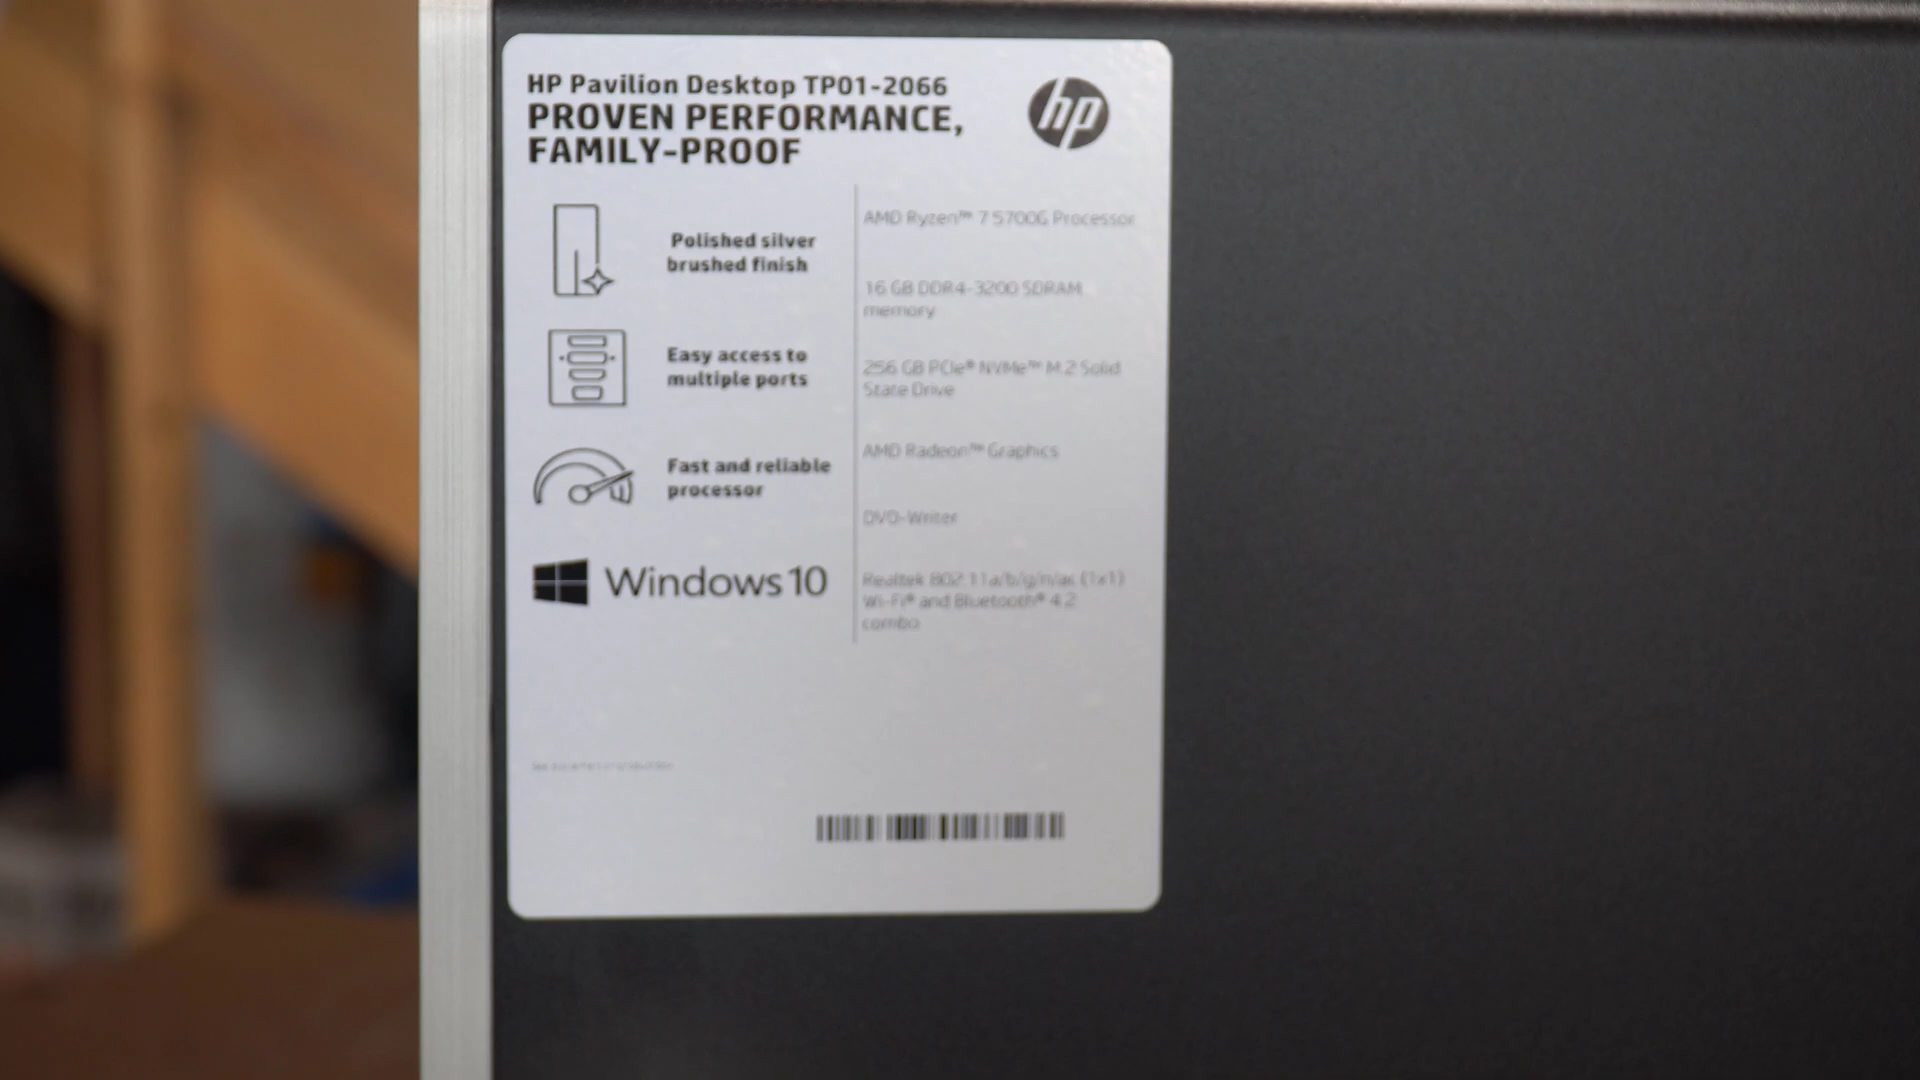 HP Pavilion Desktop TP01-2066
PROVEN PERFORMANCE,
FAMILY-PROOF
hp
Polished silver
brushed finish
Easy access to
multiple ports
Fast and reliable
processor
Windows 10
AMD Ryzen™ 7 5700G Processor
16 GB DDR4-3200 SDRAM
memory
256 GB PCIe® NVMe™ M.2 Solid
State Drive
AMD Radeon™ Graphics
DVD-Writer
Realtek 802.11a/b/g/n/ac (1x1)
Wi-Fi® and Bluetooth® 4.2
combo